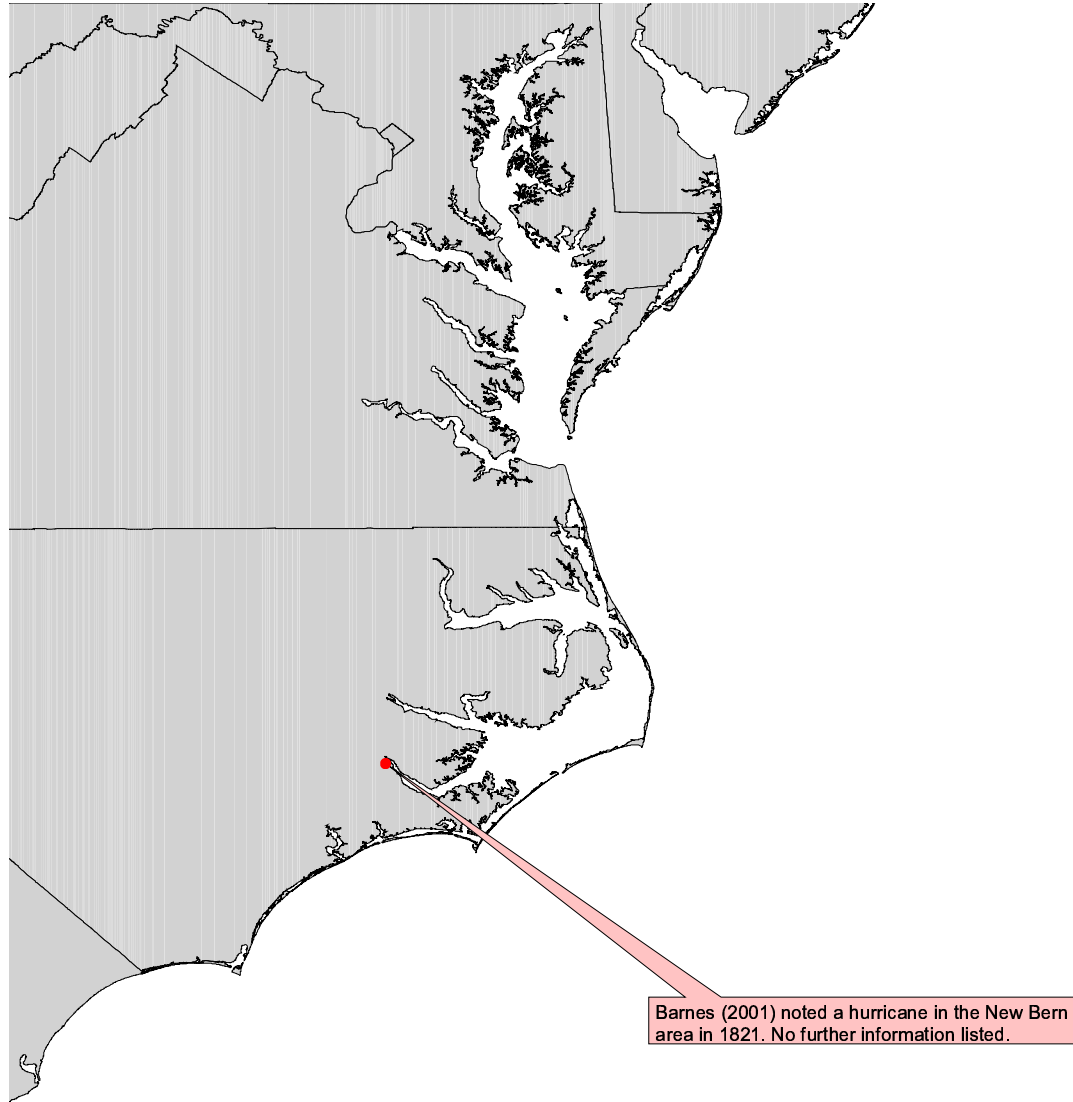 Barnes (2001) noted a hurricane in the New Bern
area in 1821. No further information listed.